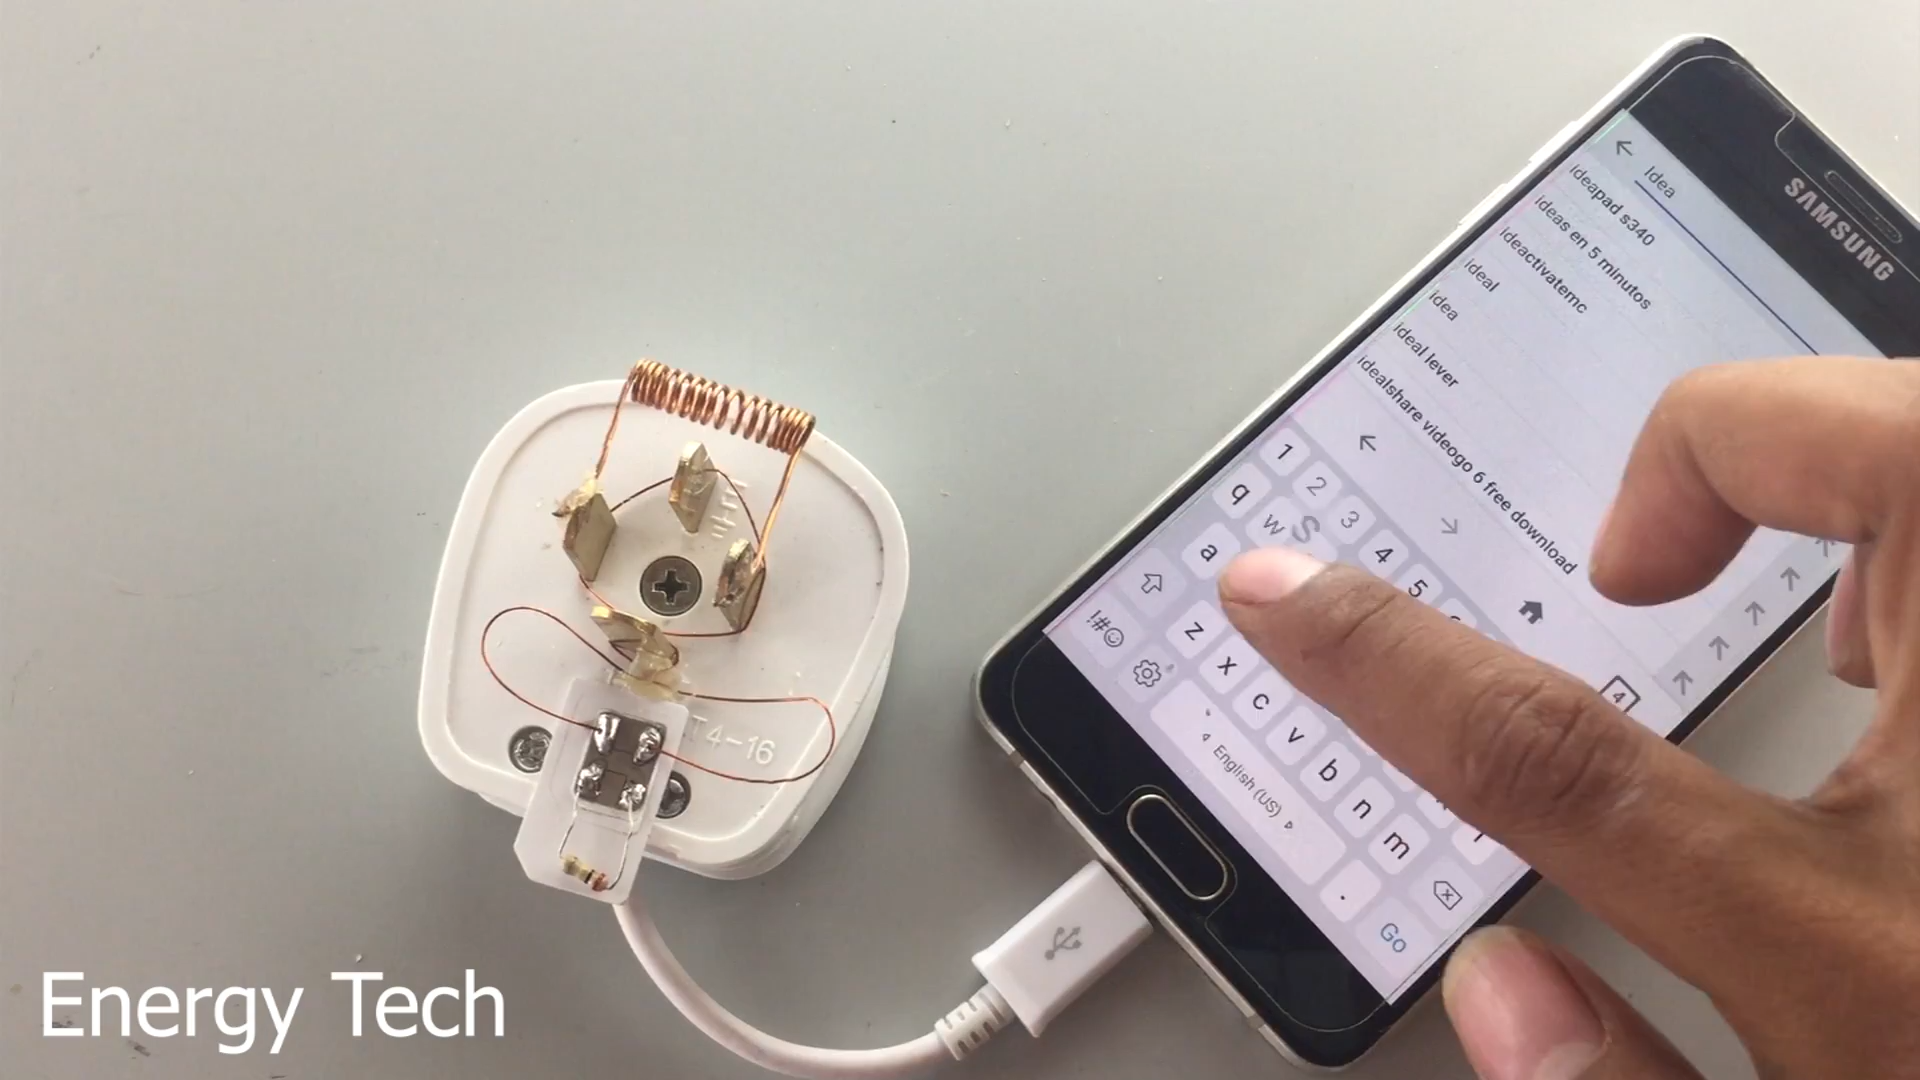 SAMSUNG
Idea
ideapad s340
ideas en 5 minutos
ideactivatemc
ideal
idea
ideal lever
idealshare videogo 6 free download
4
1 2 3 4 5
q w S
a
z x c v b n m
!#☺
English (US)
.
Go
T4-16
Energy Tech